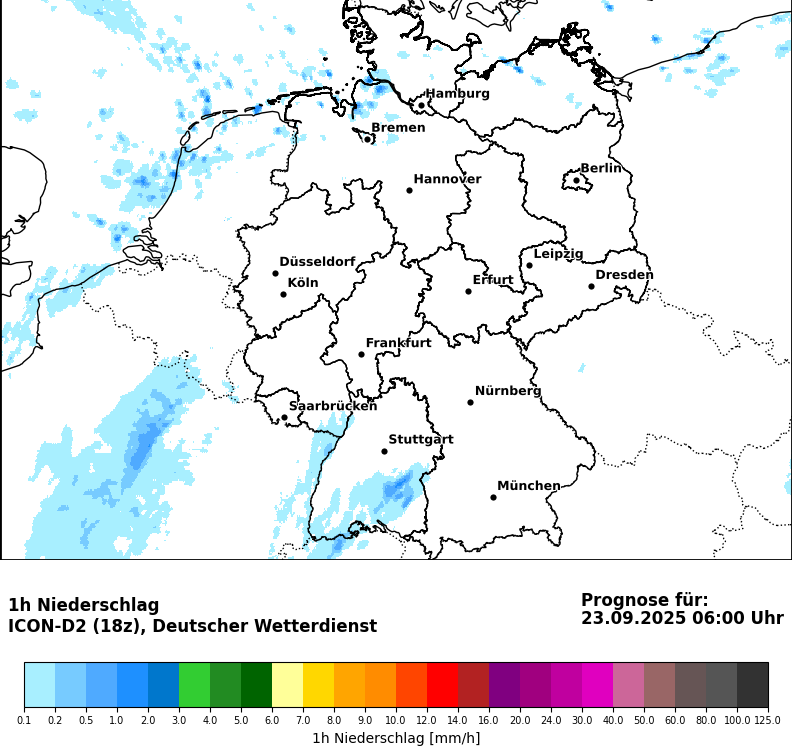 Hamburg
Bremen
Berlin
Hannover
Leipzig
Düsseldorf
Dresden
Köln
Erfurt
Frankfurt
Nürnberg
Saarbrücken
Stuttgart
München
1h Niederschlag
ICON-D2 (18z), Deutscher Wetterdienst
Prognose für:
23.09.2025 06:00 Uhr
0.1 0.2 0.5 1.0 2.0 3.0 4.0 5.0 6.0 7.0 8.0 9.0 10.0 12.0 14.0 16.0 20.0 24.0 30.0 40.0 50.0 60.0 80.0 100.0 125.0
1h Niederschlag [mm/h]